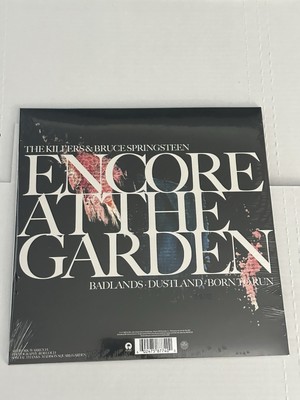 THE KILLERS & BRUCE SPRINGSTEEN
ENCORE
AT THE
GARDEN
BADLANDS · DUSTLAND · BORN TO RUN